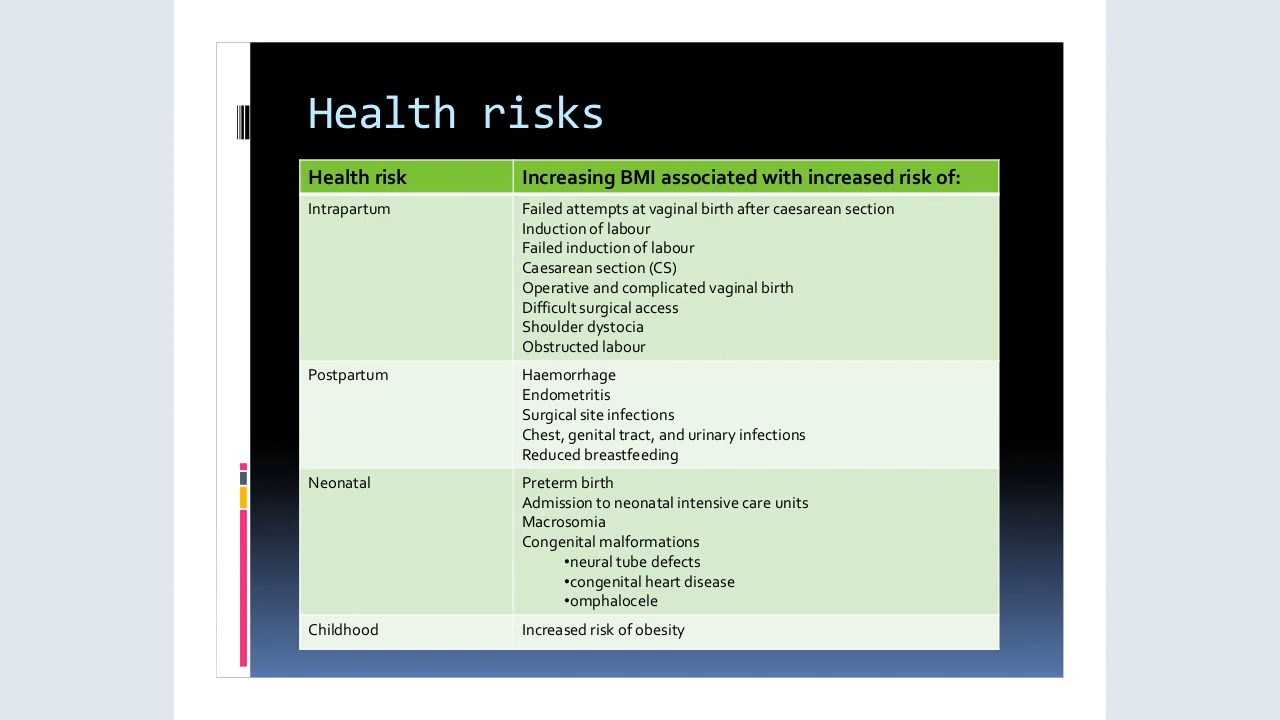 Health risks
Health risk
Increasing BMI associated with increased risk of:
Intrapartum
Failed attempts at vaginal birth after caesarean section
Induction of labour
Failed induction of labour
Caesarean section (CS)
Operative and complicated vaginal birth
Difficult surgical access
Shoulder dystocia
Obstructed labour
Postpartum
Haemorrhage
Endometritis
Surgical site infections
Chest, genital tract, and urinary infections
Reduced breastfeeding
Neonatal
Preterm birth
Admission to neonatal intensive care units
Macrosomia
Congenital malformations
•neural tube defects
•congenital heart disease
•omphalocele
Childhood
Increased risk of obesity